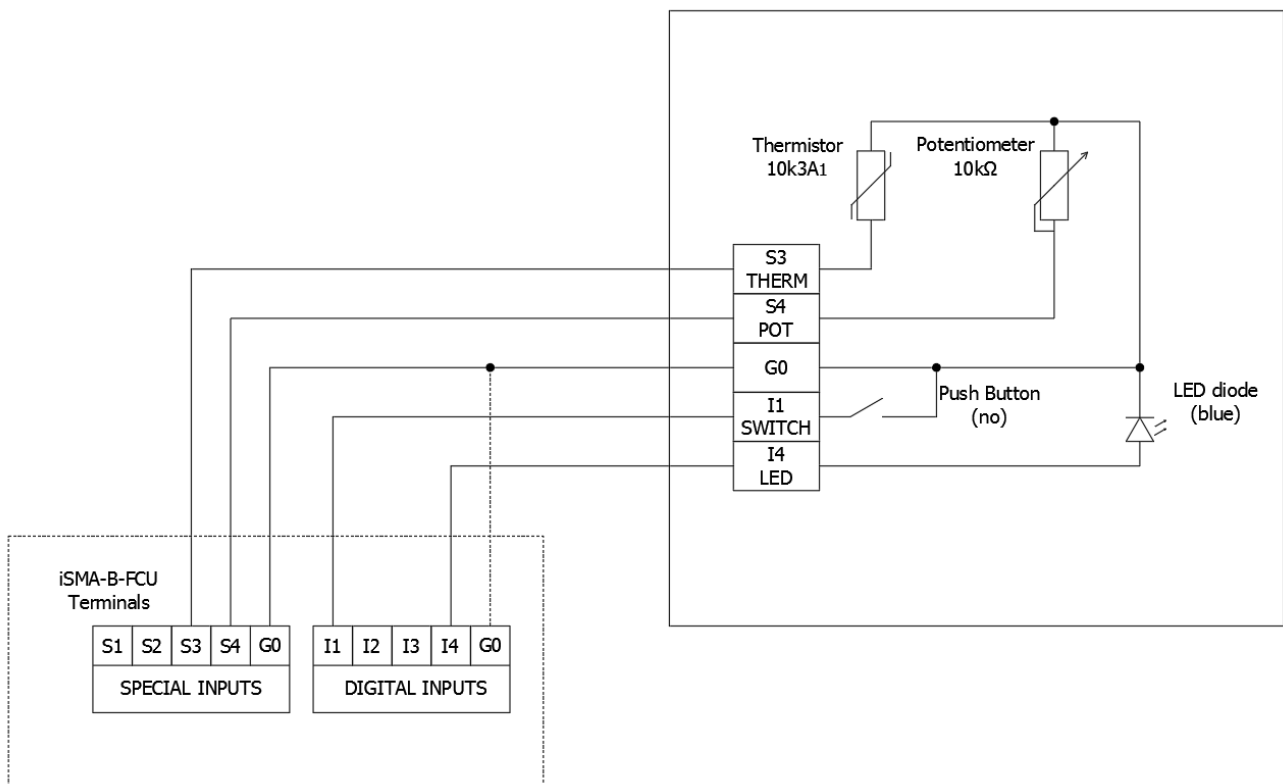 Thermistor
10k3A1
Potentiometer
10kΩ
S3
THERM
S4
POT
G0
I1
SWITCH
I4
LED
Push Button
(no)
LED diode
(blue)
iSMA-B-FCU
Terminals
S1 S2 S3 S4 G0
SPECIAL INPUTS
I1 I2 I3 I4 G0
DIGITAL INPUTS